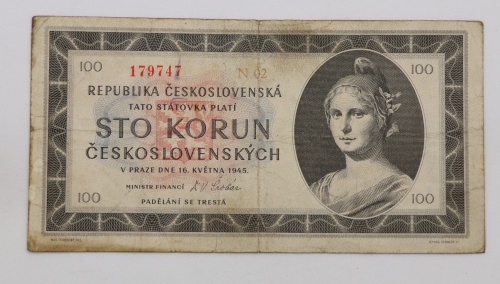 100
179747 N 02
100
REPUBLIKA ČESKOSLOVENSKÁ
TATO STÁTOVKA PLATÍ
STO KORUN
ČESKOSLOVENSKÝCH
V PRAZE DNE 16. KVĚTNA 1945.
MINISTR FINANCÍ
PADĚLÁNÍ SE TRESTÁ
100
100